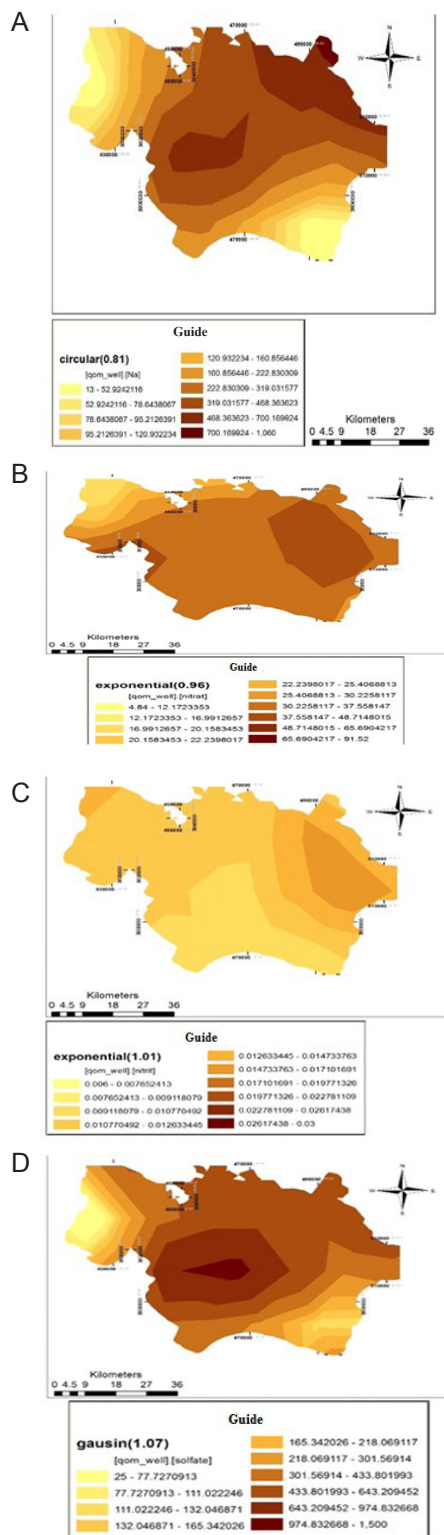 A
470000
490000
N
W E
S
510000
510000
430000
470000
Guide
circular(0.81)
[qom_well].[Na]
13 - 52.9242116
52.9242116 - 78.6438067
78.6438067 - 95.2126391
95.2126391 - 120.932234
120.932234 - 160.856446
160.856446 - 222.830309
222.830309 - 319.031577
319.031577 - 468.363623
468.363623 - 700.169924
700.169924 - 1,060
Kilometers
0 4.5 9 18 27 36
B
Kilometers
0 4.5 9 18 27 36
Guide
exponential(0.96)
[qom_well].[nitrat]
4.84 - 12.1723353
12.1723353 - 16.9912657
16.9912657 - 20.1583453
20.1583453 - 22.2398017
22.2398017 - 25.4068813
25.4068813 - 30.2258117
30.2258117 - 37.558147
37.558147 - 48.7148015
48.7148015 - 65.6904217
65.6904217 - 91.52
C
Kilometers
0 4.5 9 18 27 36
Guide
exponential(1.01)
[qom_well].[nitrit]
0.006 - 0.007652413
0.007652413 - 0.009118079
0.009118079 - 0.010770492
0.010770492 - 0.012633445
0.012633445 - 0.014733763
0.014733763 - 0.017101691
0.017101691 - 0.019771326
0.019771326 - 0.022781109
0.022781109 - 0.02617438
0.02617438 - 0.03
D
Kilometers
0 4.5 9 18 27 36
Guide
gausin(1.07)
[qom_well].[solfate]
25 - 77.7270913
77.7270913 - 111.022246
111.022246 - 132.046871
132.046871 - 165.342026
165.342026 - 218.069117
218.069117 - 301.56914
301.56914 - 433.801993
433.801993 - 643.209452
643.209452 - 974.832668
974.832668 - 1,500